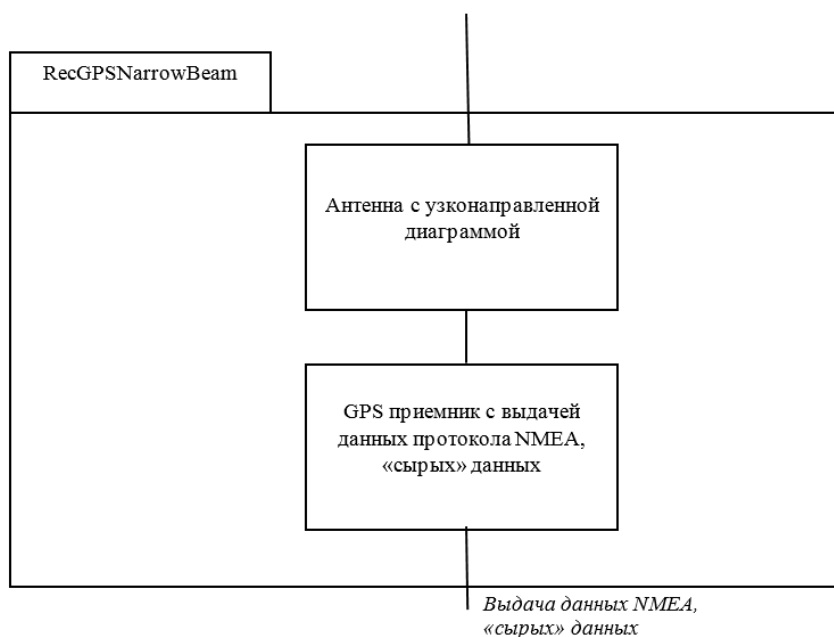 RecGPSNarrowBeam
Антенна с узконаправленной
диаграммой
GPS приемник с выдачей
данных протокола NMEA,
«сырых» данных
Выдача данных NMEA,
«сырых» данных